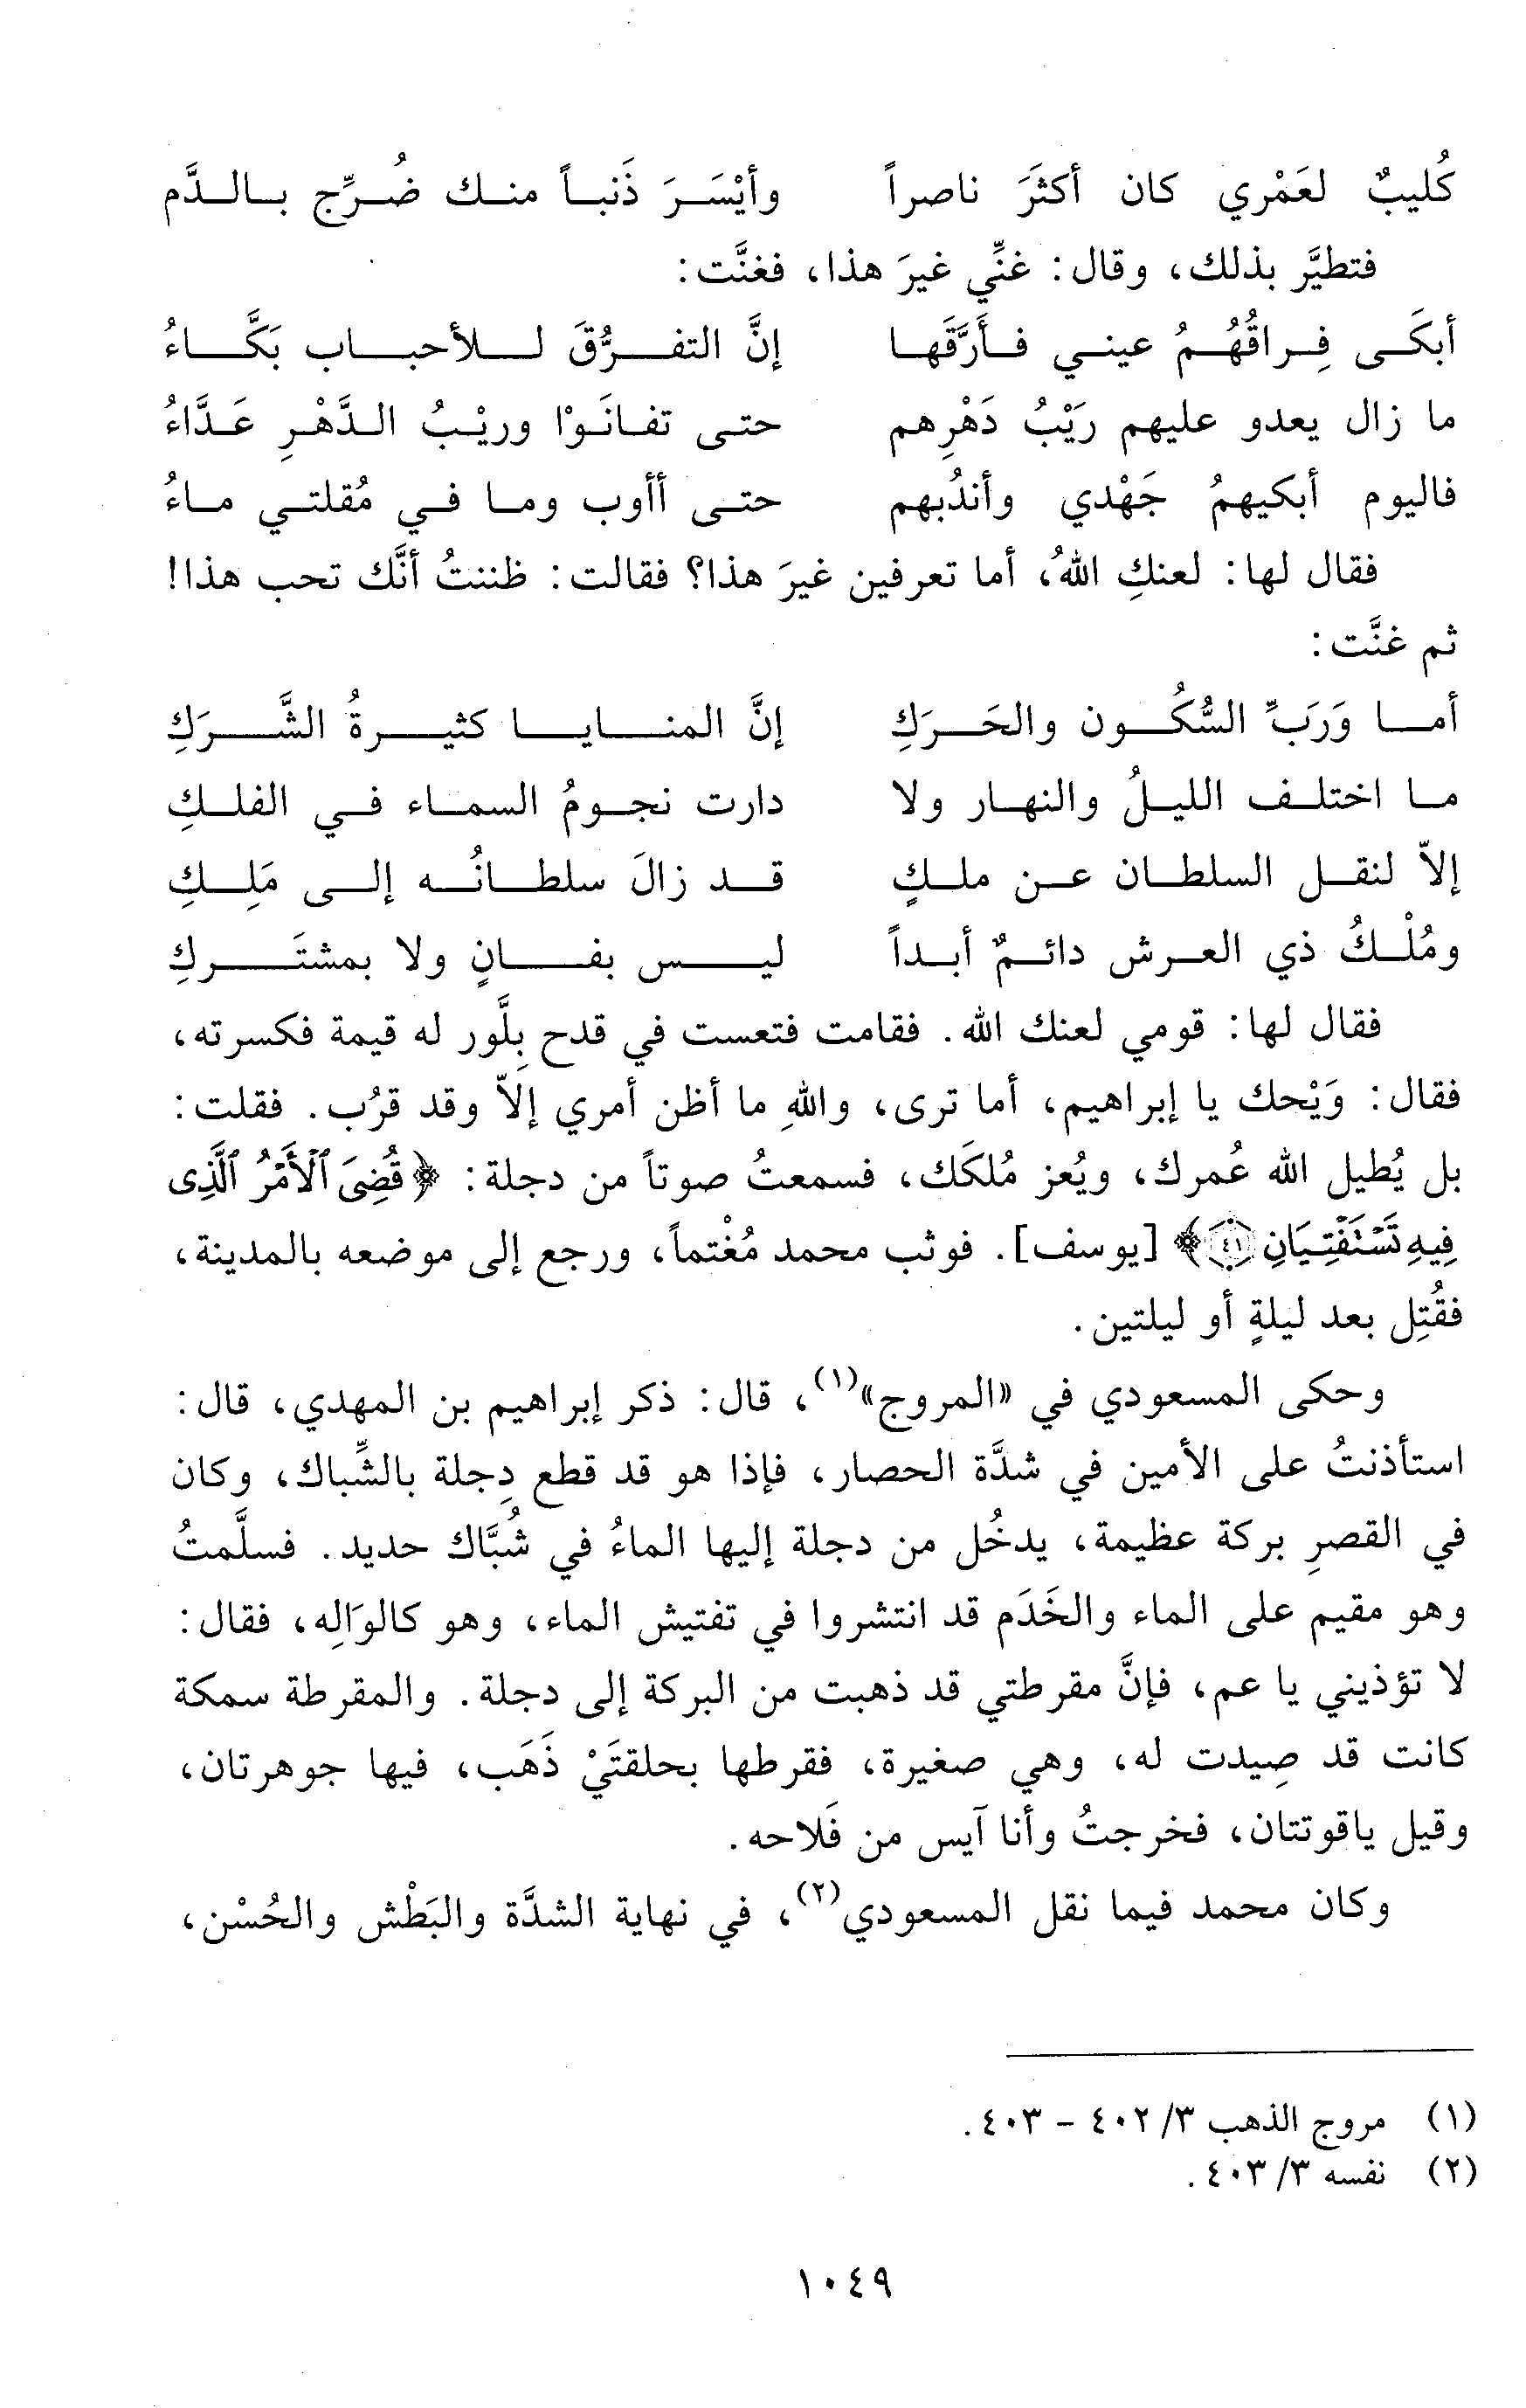 كُليبٌ لعَمْري كان أكثَرَ ناصراً وأيْسَرَ ذَنباً منك ضُرِّج بالدَّم
فتطيَّر بذلك، وقال: غنِّي غيرَ هذا، فغنَّت:
أبكَى فِراقُهُمُ عيني فأَرَّقَها إنَّ التفرُّقَ للأحباب بَكَّاءُ
ما زال يعدو عليهم رَيْبُ دَهْرِهم حتى تفانَوْا وريْبُ الدَّهْرِ عَدَّاءُ
فاليوم أبكيهمُ جَهْدي وأندُبهم حتى أأوب وما في مُقلتي ماءُ
فقال لها: لعنكِ اللهُ، أما تعرفين غيرَ هذا؟ فقالت: ظننتُ أنَّك تحب هذا!
ثم غنَّت:
أما وَرَبِّ السُّكُون والحَرَكِ إنَّ المنايا كثيرةُ الشَّرَكِ
ما اختلف الليلُ والنهار ولا دارت نجومُ السماء في الفلكِ
إلاّ لنقل السلطان عن ملكٍ قد زالَ سلطانُه إلى مَلِكِ
ومُلْكُ ذي العرش دائمٌ أبداً ليس بفانٍ ولا بمشتَركِ
فقال لها: قومي لعنك الله. فقامت فتعست في قدح بِلَّور له قيمة فكسرته،
فقال: وَيْحك يا إبراهيم، أما ترى، واللهِ ما أظن أمري إلاّ وقد قرُب. فقلت:
بل يُطيل الله عُمرك، ويُعز مُلكَك، فسمعتُ صوتاً من دجلة: ﴿قُضِىَ ٱلْأَمْرُ ٱلَّذِى
فِيهِ تَسْتَفْتِيَانِ ٤١﴾ [يوسف]. فوثب محمد مُغْتماً، ورجع إلى موضعه بالمدينة،
فقُتِل بعد ليلةٍ أو ليلتين.
وحكى المسعودي في «المروج»(١)، قال: ذكر إبراهيم بن المهدي، قال:
استأذنتُ على الأمين في شدَّة الحصار، فإذا هو قد قطع دِجلة بالشِّباك، وكان
في القصرِ بركة عظيمة، يدخُل من دجلة إليها الماءُ في شُبَّاك حديد. فسلَّمتُ
وهو مقيم على الماء والخَدَم قد انتشروا في تفتيش الماء، وهو كالوَالِه، فقال:
لا تؤذيني يا عم، فإنَّ مقرطتي قد ذهبت من البركة إلى دجلة. والمقرطة سمكة
كانت قد صِيدت له، وهي صغيرة، فقرطها بحلقتَيْ ذَهَب، فيها جوهرتان،
وقيل ياقوتتان، فخرجتُ وأنا آيس من فَلاحه.
وكان محمد فيما نقل المسعودي(٢)، في نهاية الشدَّة والبَطْش والحُسْن،
(١) مروج الذهب ٣/ ٤٠٢ - ٤٠٣.
(٢) نفسه ٣/ ٤٠٣.
١٠٤٩